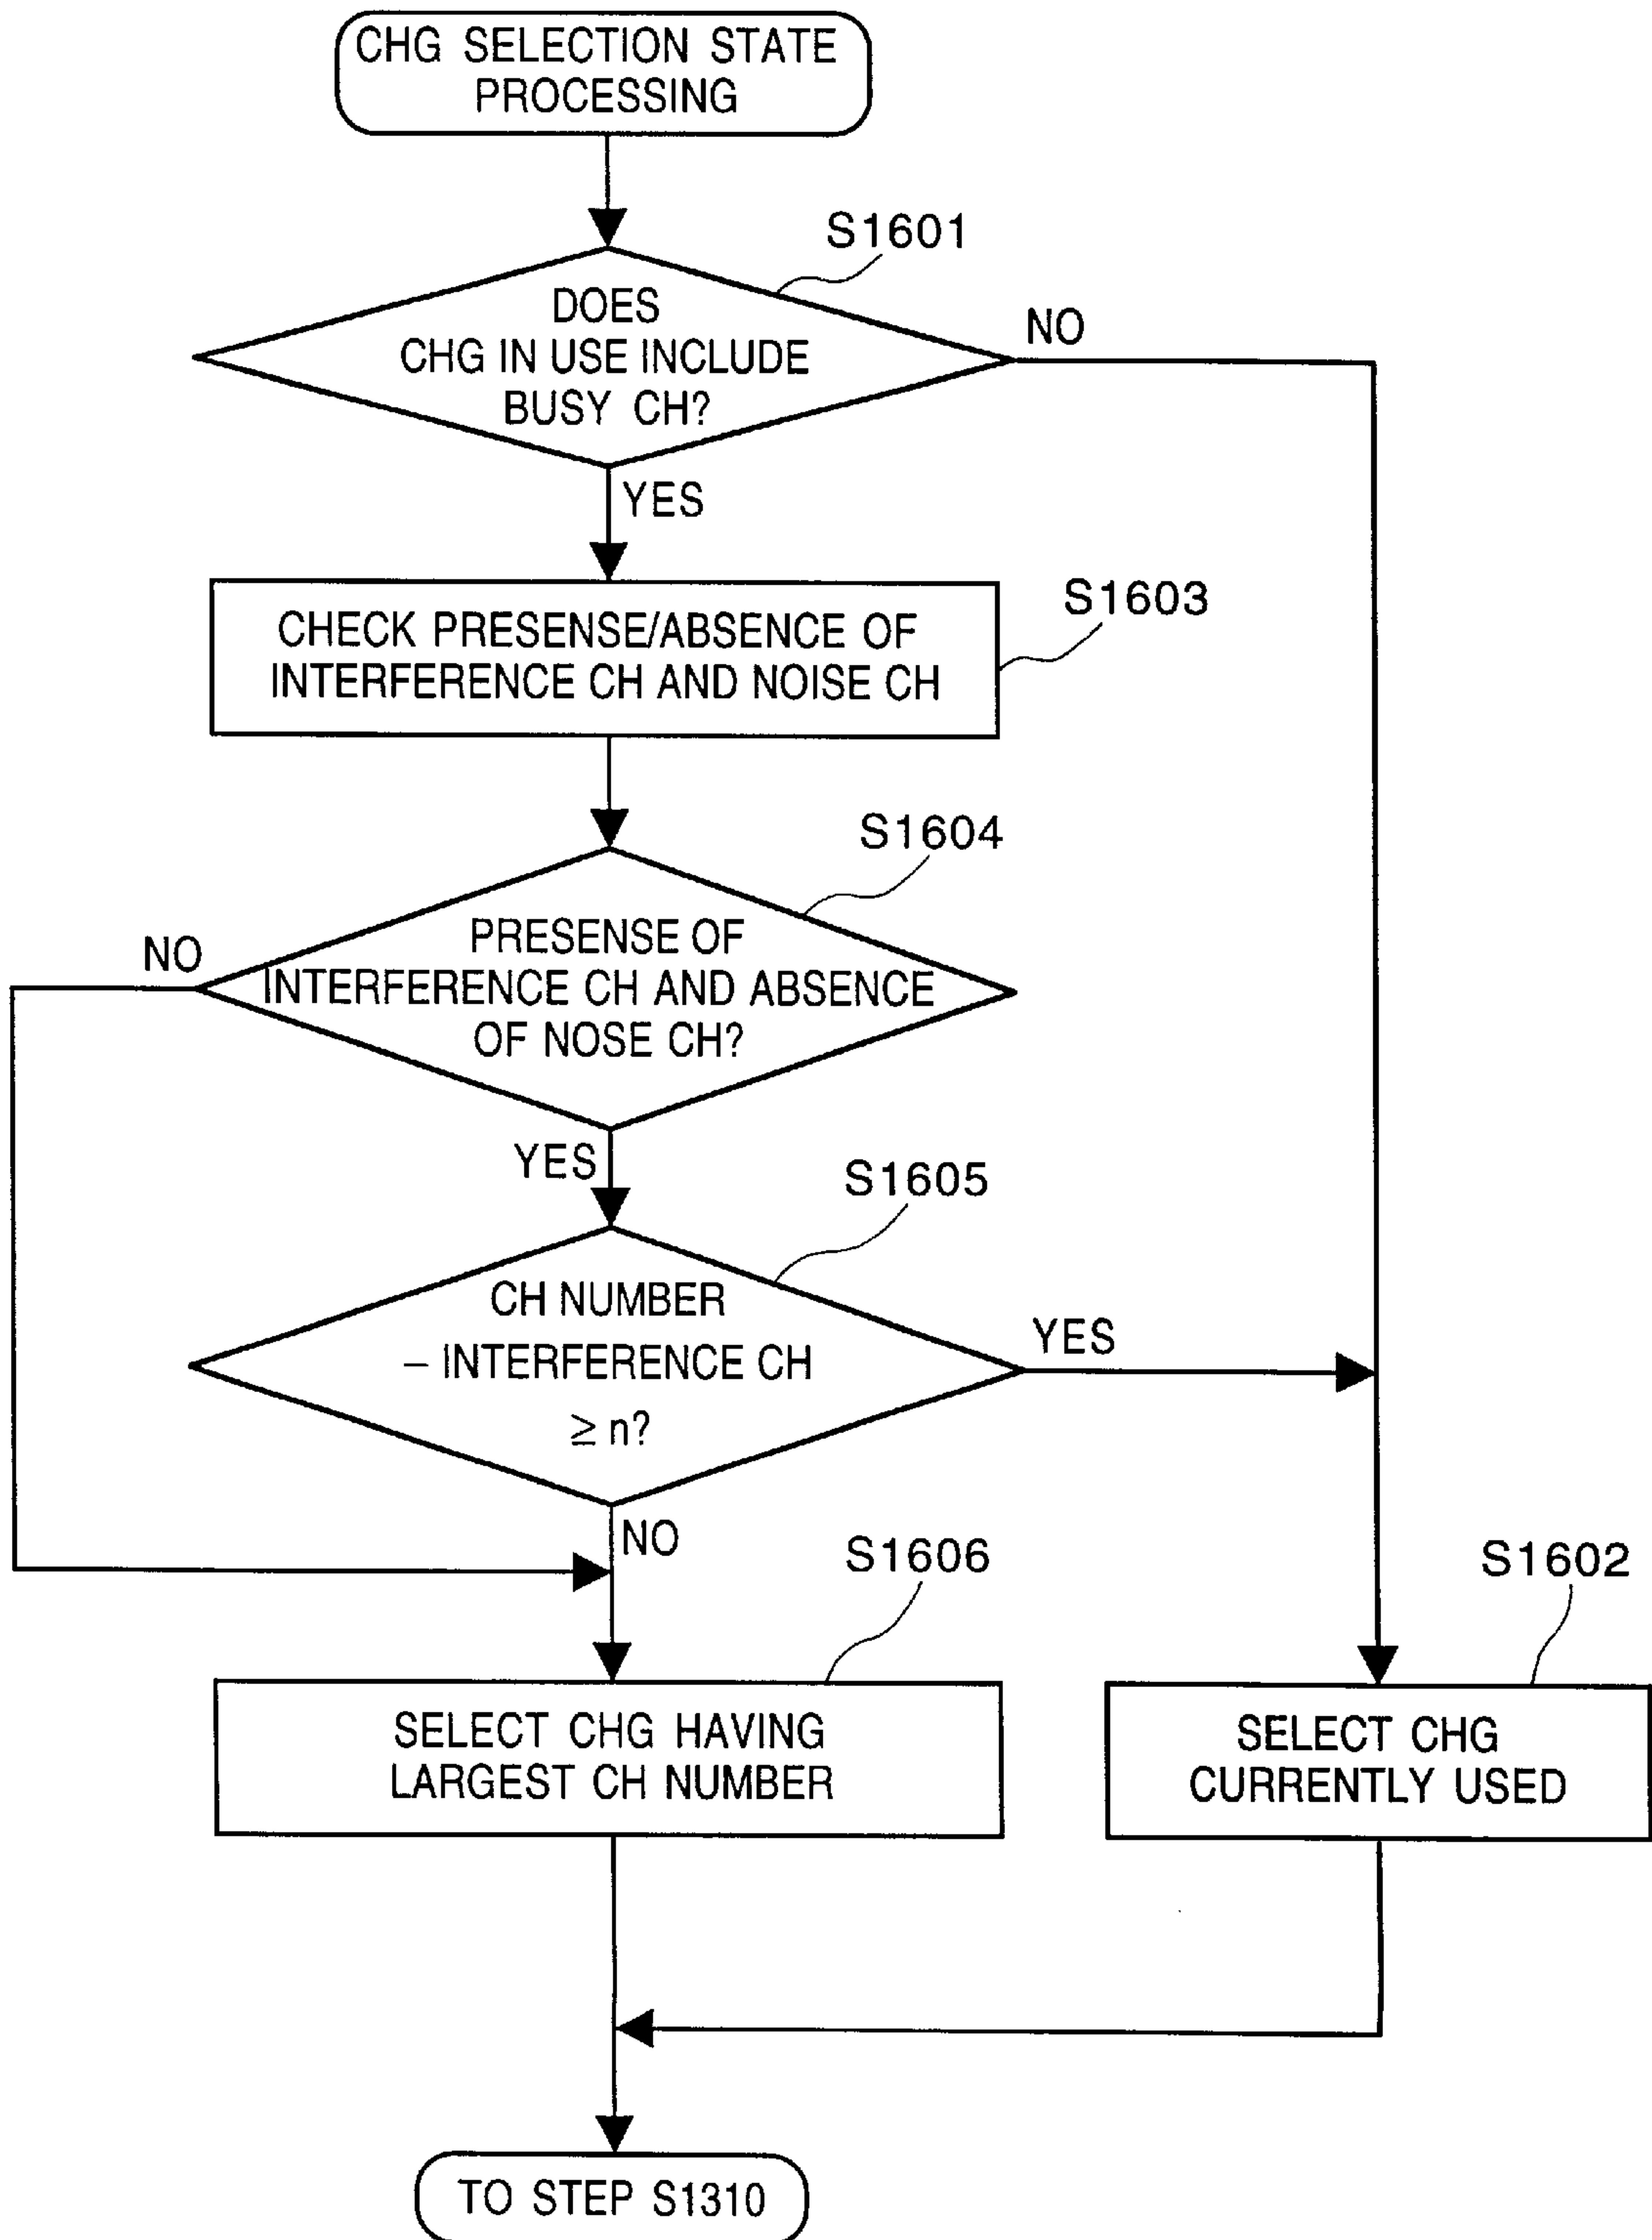 CHG SELECTION STATE
PROCESSING
S1601
DOES
CHG IN USE INCLUDE
BUSY CH?
NO
YES
S1603
CHECK PRESENSE/ABSENCE OF
INTERFERENCE CH AND NOISE CH
S1604
PRESENSE OF
INTERFERENCE CH AND ABSENCE
OF NOSE CH?
NO
YES
S1605
CH NUMBER
– INTERFERENCE CH
≥ n?
YES
NO
S1606
SELECT CHG HAVING
LARGEST CH NUMBER
S1602
SELECT CHG
CURRENTLY USED
TO STEP S1310